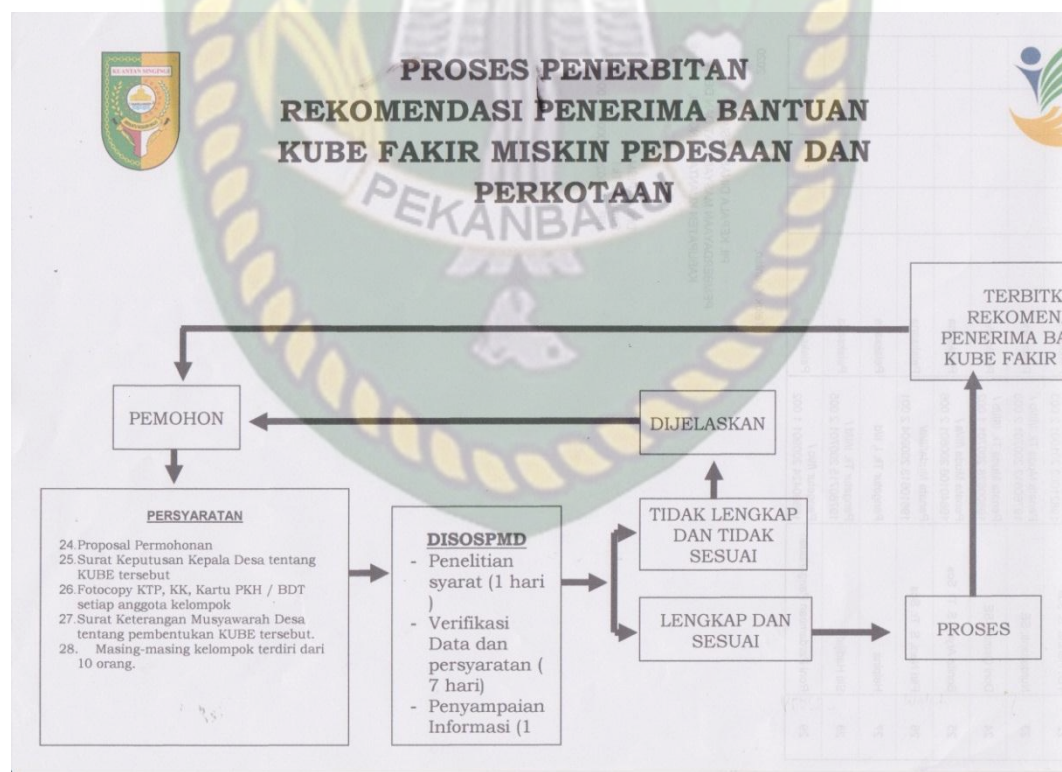 KUANTAN SINGINGI
PROSES PENERBITAN
REKOMENDASI PENERIMA BANTUAN
KUBE FAKIR MISKIN PEDESAAN DAN
PERKOTAAN
PEKANBARU
TERBITK
REKOMEN
PENERIMA BA
KUBE FAKIR
PEMOHON
DIJELASKAN
PERSYARATAN
24.Proposal Permohonan
25.Surat Keputusan Kepala Desa tentang
KUBE tersebut
26.Fotocopy KTP, KK, Kartu PKH / BDT
setiap anggota kelompok
27.Surat Keterangan Musyawarah Desa
tentang pembentukan KUBE tersebut.
28. Masing-masing kelompok terdiri dari
10 orang.
DISOSPMD
- Penelitian
syarat (1 hari
)
- Verifikasi
Data dan
persyaratan (
7 hari)
- Penyampaian
Informasi (1
TIDAK LENGKAP
DAN TIDAK
SESUAI
LENGKAP DAN
SESUAI
PROSES